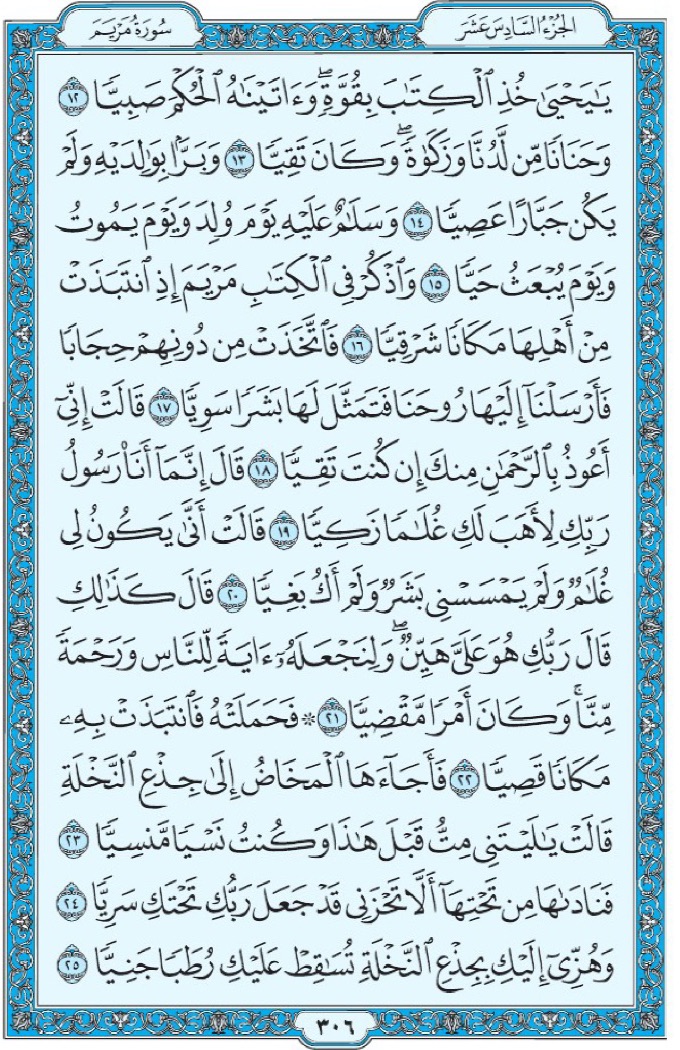 الجزء السادس عشر
سورة مريم
يَٰيَحْيَىٰ خُذِ ٱلْكِتَٰبَ بِقُوَّةٍۖ وَءَاتَيْنَٰهُ ٱلْحُكْمَ صَبِيًّا ١٢
وَحَنَانًا مِّن لَّدُنَّا وَزَكَوٰةًۖ وَكَانَ تَقِيًّا ١٣ وَبَرًّۢا بِوَٰلِدَيْهِ وَلَمْ
يَكُن جَبَّارًا عَصِيًّا ١٤ وَسَلَٰمٌ عَلَيْهِ يَوْمَ وُلِدَ وَيَوْمَ يَمُوتُ
وَيَوْمَ يُبْعَثُ حَيًّا ١٥ وَٱذْكُرْ فِى ٱلْكِتَٰبِ مَرْيَمَ إِذِ ٱنتَبَذَتْ
مِنْ أَهْلِهَا مَكَانًا شَرْقِيًّا ١٦ فَٱتَّخَذَتْ مِن دُونِهِمْ حِجَابًا
فَأَرْسَلْنَآ إِلَيْهَا رُوحَنَا فَتَمَثَّلَ لَهَا بَشَرًا سَوِيًّا ١٧ قَالَتْ إِنِّىٓ
أَعُوذُ بِٱلرَّحْمَٰنِ مِنكَ إِن كُنتَ تَقِيًّا ١٨ قَالَ إِنَّمَآ أَنَا۠ رَسُولُ
رَبِّكِ لِأَهَبَ لَكِ غُلَٰمًا زَكِيًّا ١٩ قَالَتْ أَنَّىٰ يَكُونُ لِى
غُلَٰمٌ وَلَمْ يَمْسَسْنِى بَشَرٌ وَلَمْ أَكُ بَغِيًّا ٢٠ قَالَ كَذَٰلِكِ
قَالَ رَبُّكِ هُوَ عَلَىَّ هَيِّنٌۖ وَلِنَجْعَلَهُۥٓ ءَايَةً لِّلنَّاسِ وَرَحْمَةً
مِّنَّاۚ وَكَانَ أَمْرًا مَّقْضِيًّا ٢١ ۞ فَحَمَلَتْهُ فَٱنتَبَذَتْ بِهِۦ
مَكَانًا قَصِيًّا ٢٢ فَأَجَآءَهَا ٱلْمَخَاضُ إِلَىٰ جِذْعِ ٱلنَّخْلَةِ
قَالَتْ يَٰلَيْتَنِى مِتُّ قَبْلَ هَٰذَا وَكُنتُ نَسْيًا مَّنسِيًّا ٢٣
فَنَادَىٰهَا مِن تَحْتِهَآ أَلَّا تَحْزَنِى قَدْ جَعَلَ رَبُّكِ تَحْتَكِ سَرِيًّا ٢٤
وَهُزِّىٓ إِلَيْكِ بِجِذْعِ ٱلنَّخْلَةِ تُسَٰقِطْ عَلَيْكِ رُطَبًا جَنِيًّا ٢٥
٣٠٦